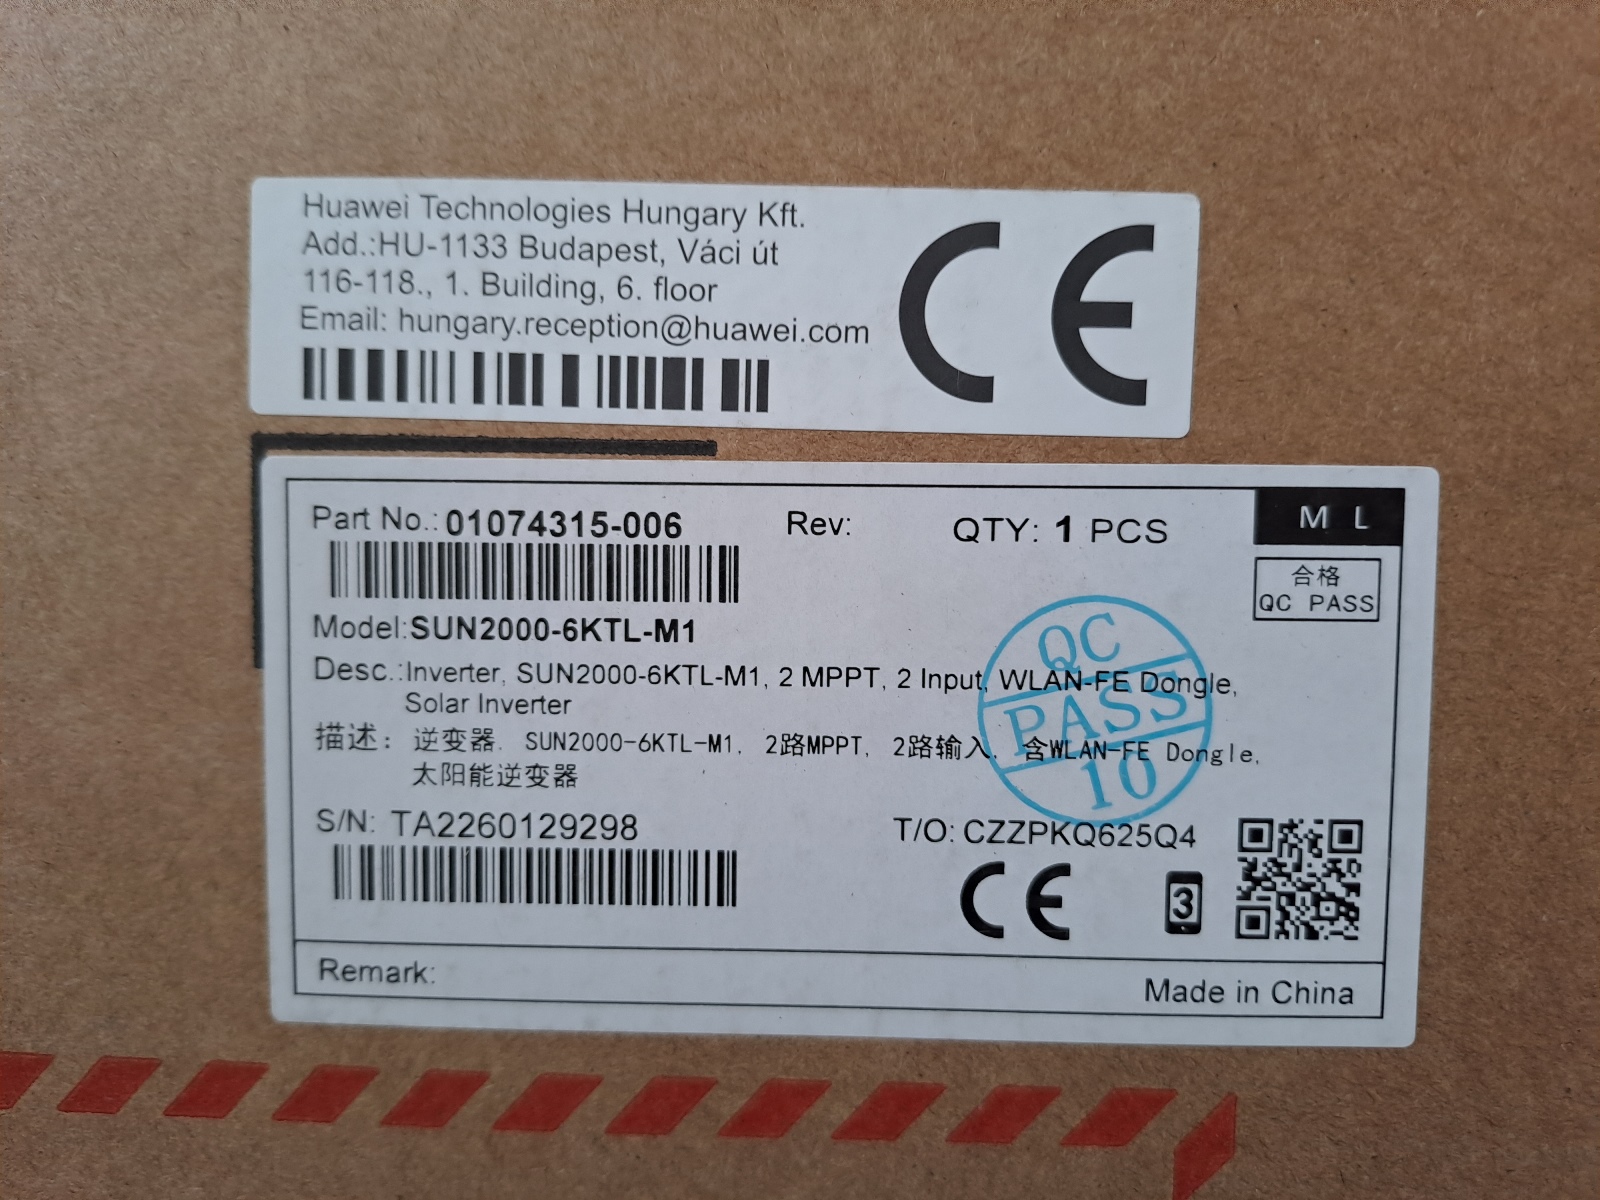 Huawei Technologies Hungary Kft.
Add.:HU-1133 Budapest, Váci út
116-118., 1. Building, 6. floor
Email: hungary.reception@huawei.com
CE
Part No.: 01074315-006
Rev:
QTY: 1 PCS
M L
合格
QC PASS
Model:SUN2000-6KTL-M1
Desc.:Inverter, SUN2000-6KTL-M1, 2 MPPT, 2 Input, WLAN-FE Dongle,
Solar Inverter
描述: 逆变器, SUN2000-6KTL-M1, 2路MPPT, 2路输入, 含WLAN-FE Dongle,
太阳能逆变器
QC
PASS
10
S/N: TA2260129298
T/O: CZZPKQ625Q4
CE
3
Remark:
Made in China